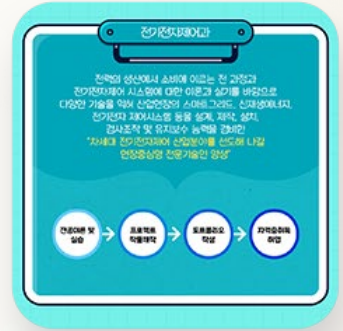 전기전자제어과
전력의 생산에서 소비에 이르는 전 과정과
전기전자제어 시스템에 대한 이론과 실기를 바탕으로
다양한 기술을 익혀 산업현장의 스마트그리드, 신재생에너지,
전기전자 제어시스템 등을 설계, 제작, 설치,
검사조작 및 유지보수 능력을 겸비한
"차세대 전기전자제어 산업분야를 선도해 나갈
현장중심형 전문기술인 양성"
전공이론 및
실습
프로젝트
작품제작
포트폴리오
작성
자격증취득
취업